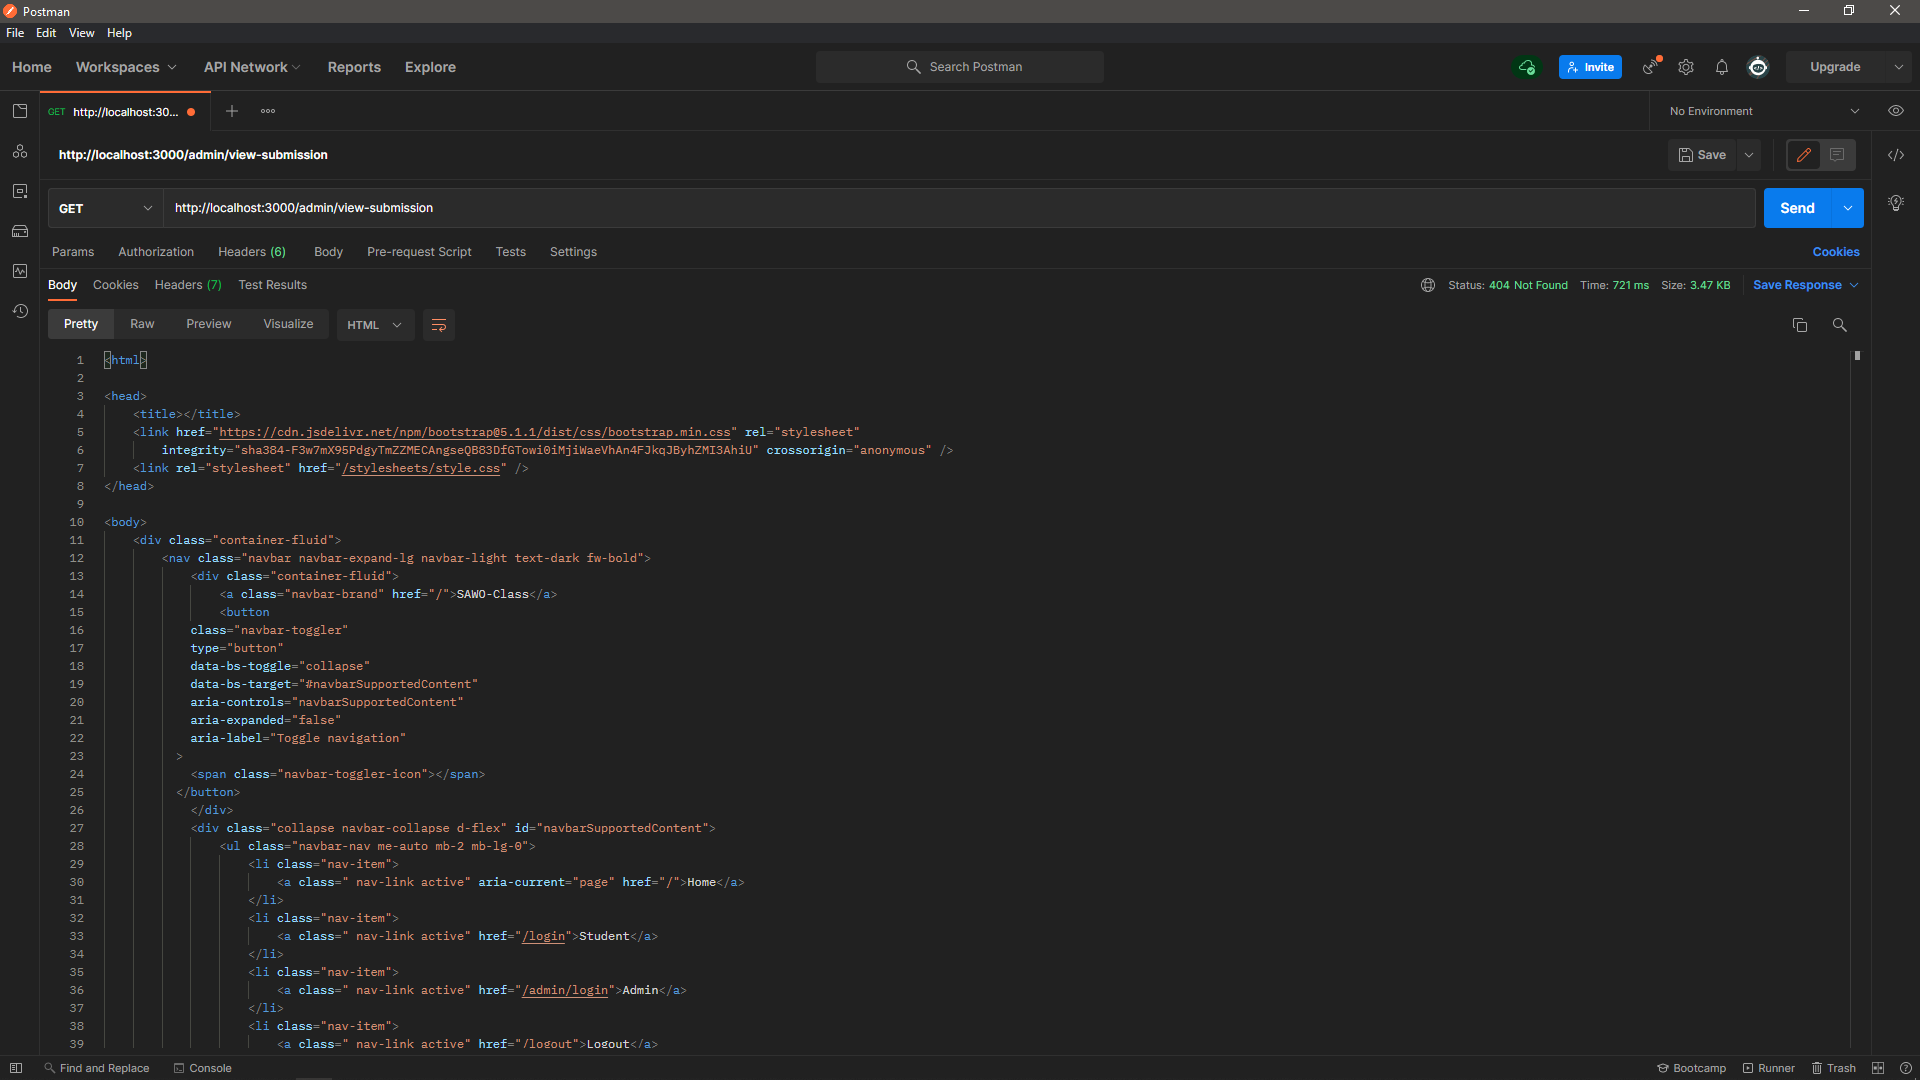 Postman
File Edit View Help
Home Workspaces API Network Reports Explore Search Postman Invite Upgrade
GET http://localhost:30... No Environment
http://localhost:3000/admin/view-submission Save
GET http://localhost:3000/admin/view-submission Send
Params Authorization Headers (6) Body Pre-request Script Tests Settings Cookies
Body Cookies Headers (7) Test Results Status: 404 Not Found Time: 721 ms Size: 3.47 KB Save Response
Pretty Raw Preview Visualize HTML
1 <html>
2
3 <head>
4 <title></title>
5 <link href="https://cdn.jsdelivr.net/npm/bootstrap@5.1.1/dist/css/bootstrap.min.css" rel="stylesheet"
6 integrity="sha384-F3w7mX95PdgyTmZZMECAngseQB83DfGTowi0iMjiWaeVhAn4FJkqJByhZMI3AhiU" crossorigin="anonymous" />
7 <link rel="stylesheet" href="/stylesheets/style.css" />
8 </head>
9
10 <body>
11 <div class="container-fluid">
12 <nav class="navbar navbar-expand-lg navbar-light text-dark fw-bold">
13 <div class="container-fluid">
14 <a class="navbar-brand" href="/">SAWO-Class</a>
15 <button
16 class="navbar-toggler"
17 type="button"
18 data-bs-toggle="collapse"
19 data-bs-target="#navbarSupportedContent"
20 aria-controls="navbarSupportedContent"
21 aria-expanded="false"
22 aria-label="Toggle navigation"
23 >
24 <span class="navbar-toggler-icon"></span>
25 </button>
26 </div>
27 <div class="collapse navbar-collapse d-flex" id="navbarSupportedContent">
28 <ul class="navbar-nav me-auto mb-2 mb-lg-0">
29 <li class="nav-item">
30 <a class=" nav-link active" aria-current="page" href="/">Home</a>
31 </li>
32 <li class="nav-item">
33 <a class=" nav-link active" href="/login">Student</a>
34 </li>
35 <li class="nav-item">
36 <a class=" nav-link active" href="/admin/login">Admin</a>
37 </li>
38 <li class="nav-item">
39 <a class=" nav-link active" href="/logout">Logout</a>
Find and Replace Console Bootcamp Runner Trash